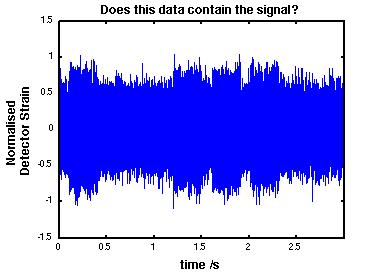 Does this data contain the signal?
1.5
1
0.5
0
-0.5
-1
-1.5
Normalised
Detector Strain
0 0.5 1 1.5 2 2.5
time /s